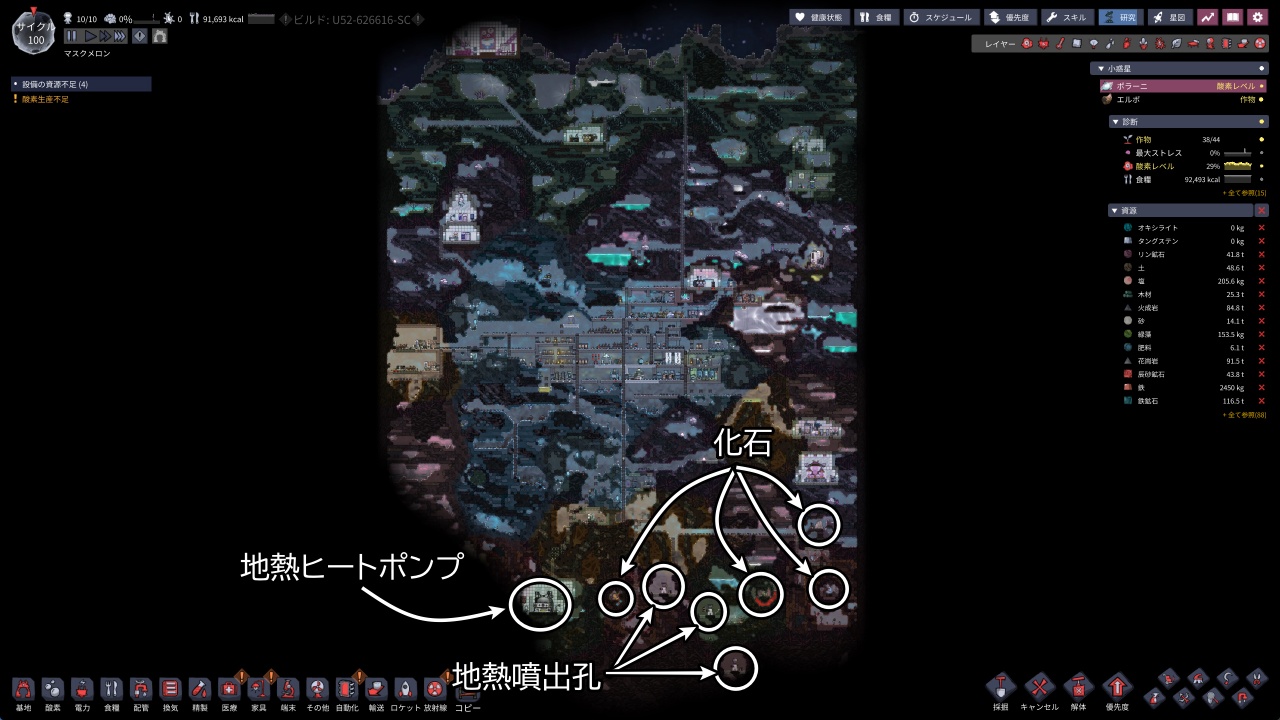 サイクル
100
10/10
0%
0
91,693 kcal
ビルド: U52-626616-SC
マスクメロン
健康状態
食糧
スケジュール
優先度
スキル
研究
星図
レイヤー
設備の資源不足 (4)
酸素生産不足
小惑星
ポラーニ 酸素レベル
エルボ 作物
診断
作物 38/44
最大ストレス 0%
酸素レベル 29%
食糧 92,493 kcal
+ 全て参照(15)
資源
オキシライト 0 kg
タングステン 0 kg
リン鉱石 41.8 t
土 48.6 t
塩 205.6 kg
木材 25.3 t
火成岩 84.8 t
砂 14.1 t
緑藻 153.5 kg
肥料 6.1 t
花崗岩 91.5 t
辰砂鉱石 43.8 t
鉄 2450 kg
鉄鉱石 116.5 t
+ 全て参照(88)
化石
地熱ヒートポンプ
地熱噴出孔
基地
酸素
電力
食糧
配管
換気
精製
医療
家具
端末
その他
自動化
輸送
ロケット
放射線
コピー
採掘
キャンセル
解体
優先度